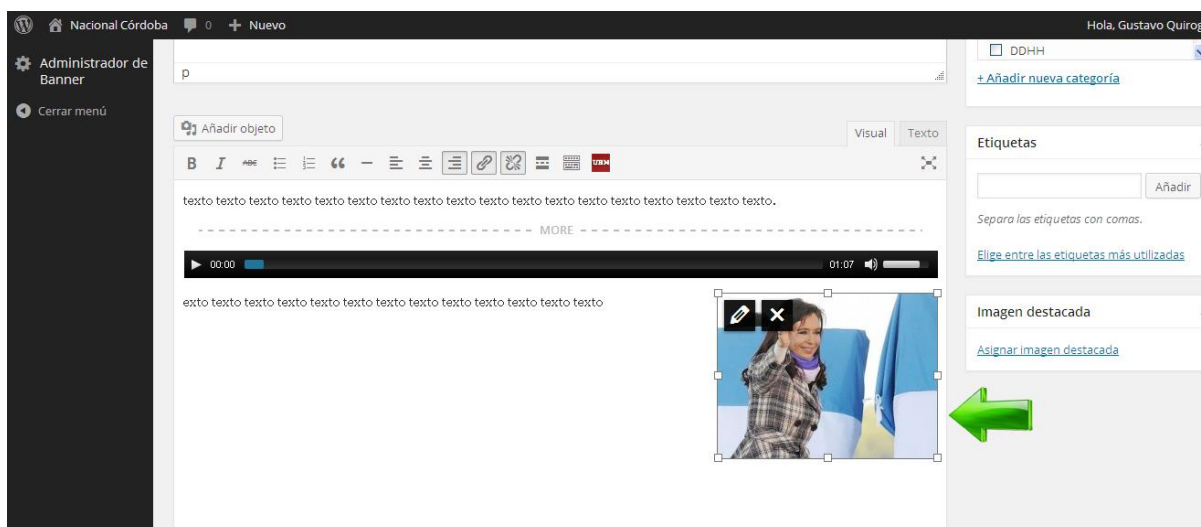 Nacional Córdoba 0 + Nuevo Hola, Gustavo Quirog
Administrador de
Banner
Cerrar menú
p
DDHH
+ Añadir nueva categoría
Añadir objeto
Visual Texto
B I ABC
texto texto texto texto texto texto texto texto texto texto texto texto texto texto texto texto texto texto.
MORE
00:00 01:07
exto texto texto texto texto texto texto texto texto texto texto texto texto
Etiquetas
Añadir
Separa las etiquetas con comas.
Elige entre las etiquetas más utilizadas
Imagen destacada
Asignar imagen destacada